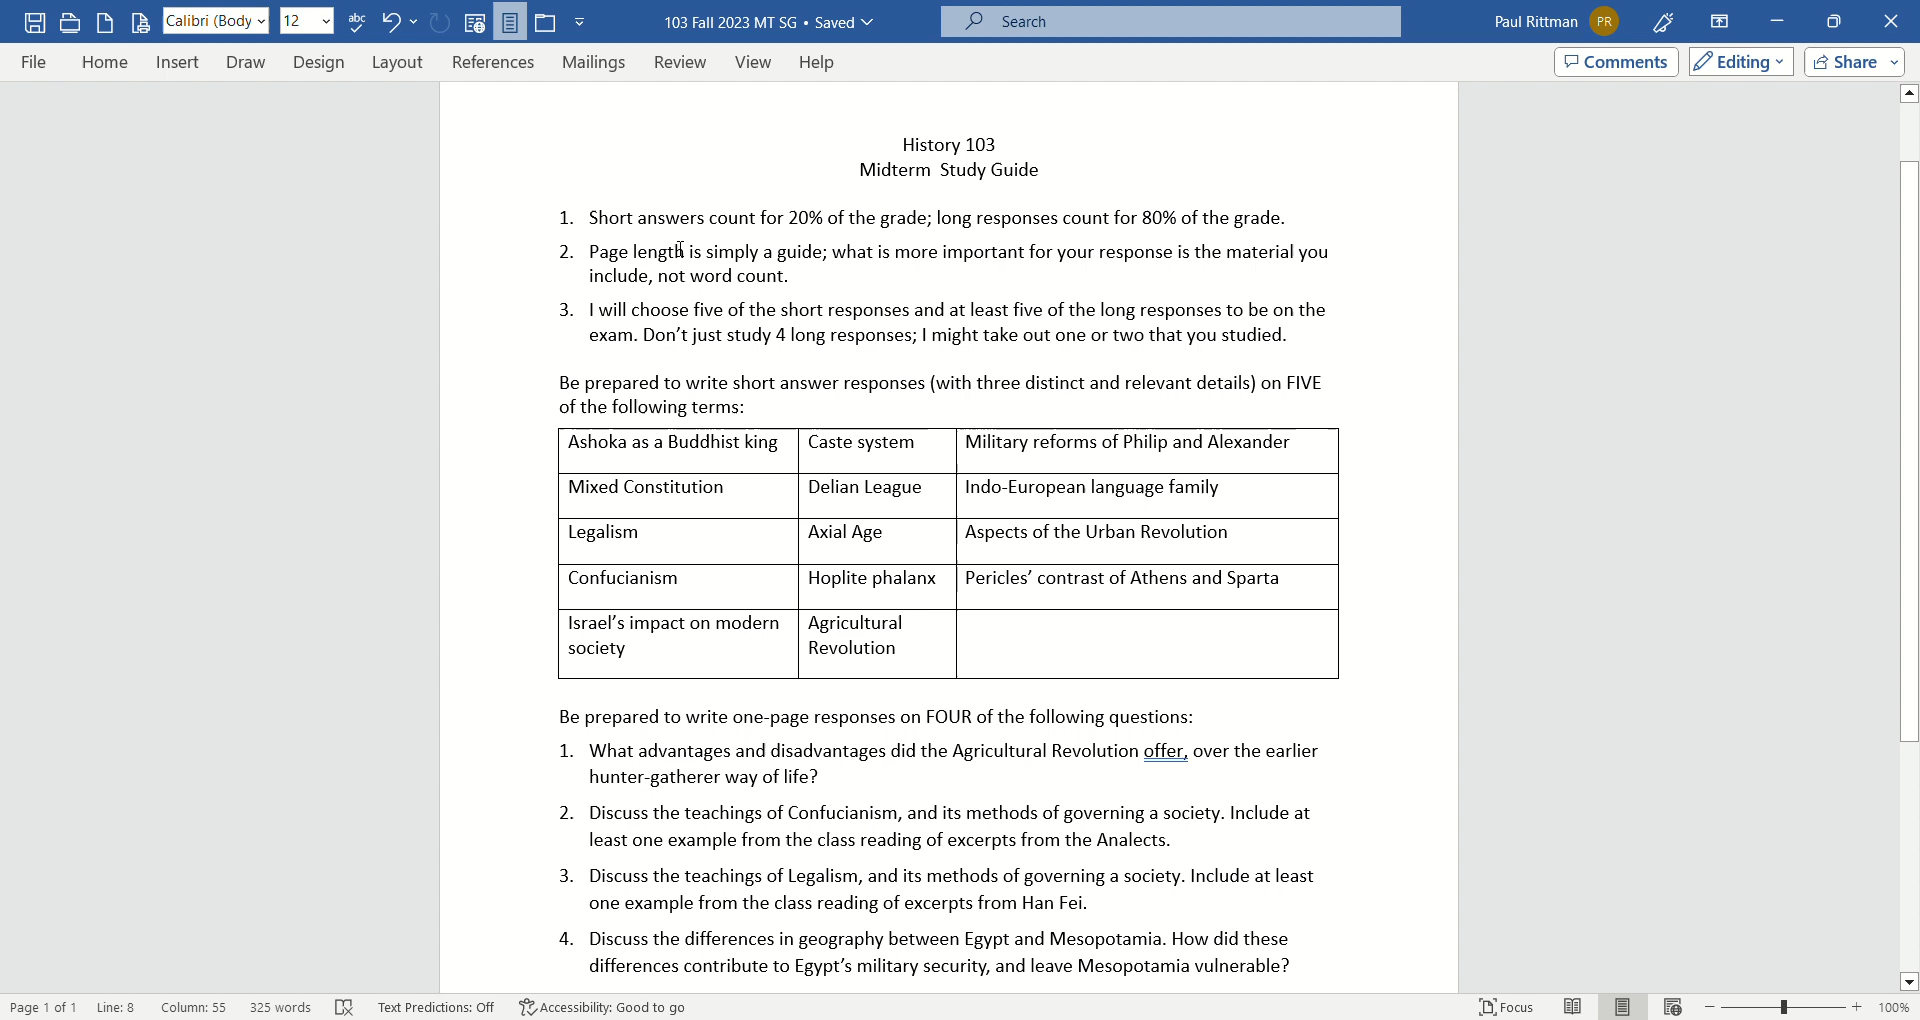 Calibri (Body
12
abc
103 Fall 2023 MT SG • Saved
Search
Paul Rittman
PR
File
Home
Insert
Draw
Design
Layout
References
Mailings
Review
View
Help
Comments
Editing
Share
History 103
Midterm  Study Guide
1. Short answers count for 20% of the grade; long responses count for 80% of the grade.
2. Page length is simply a guide; what is more important for your response is the material you
include, not word count.
3. I will choose five of the short responses and at least five of the long responses to be on the
exam. Don’t just study 4 long responses; I might take out one or two that you studied.
Be prepared to write short answer responses (with three distinct and relevant details) on FIVE
of the following terms:
Ashoka as a Buddhist king
Caste system
Military reforms of Philip and Alexander
Mixed Constitution
Delian League
Indo-European language family
Legalism
Axial Age
Aspects of the Urban Revolution
Confucianism
Hoplite phalanx
Pericles’ contrast of Athens and Sparta
Israel’s impact on modern
society
Agricultural
Revolution
Be prepared to write one-page responses on FOUR of the following questions:
1. What advantages and disadvantages did the Agricultural Revolution offer, over the earlier
hunter-gatherer way of life?
2. Discuss the teachings of Confucianism, and its methods of governing a society. Include at
least one example from the class reading of excerpts from the Analects.
3. Discuss the teachings of Legalism, and its methods of governing a society. Include at least
one example from the class reading of excerpts from Han Fei.
4. Discuss the differences in geography between Egypt and Mesopotamia. How did these
differences contribute to Egypt’s military security, and leave Mesopotamia vulnerable?
Page 1 of 1
Line: 8
Column: 55
325 words
Text Predictions: Off
Accessibility: Good to go
Focus
100%